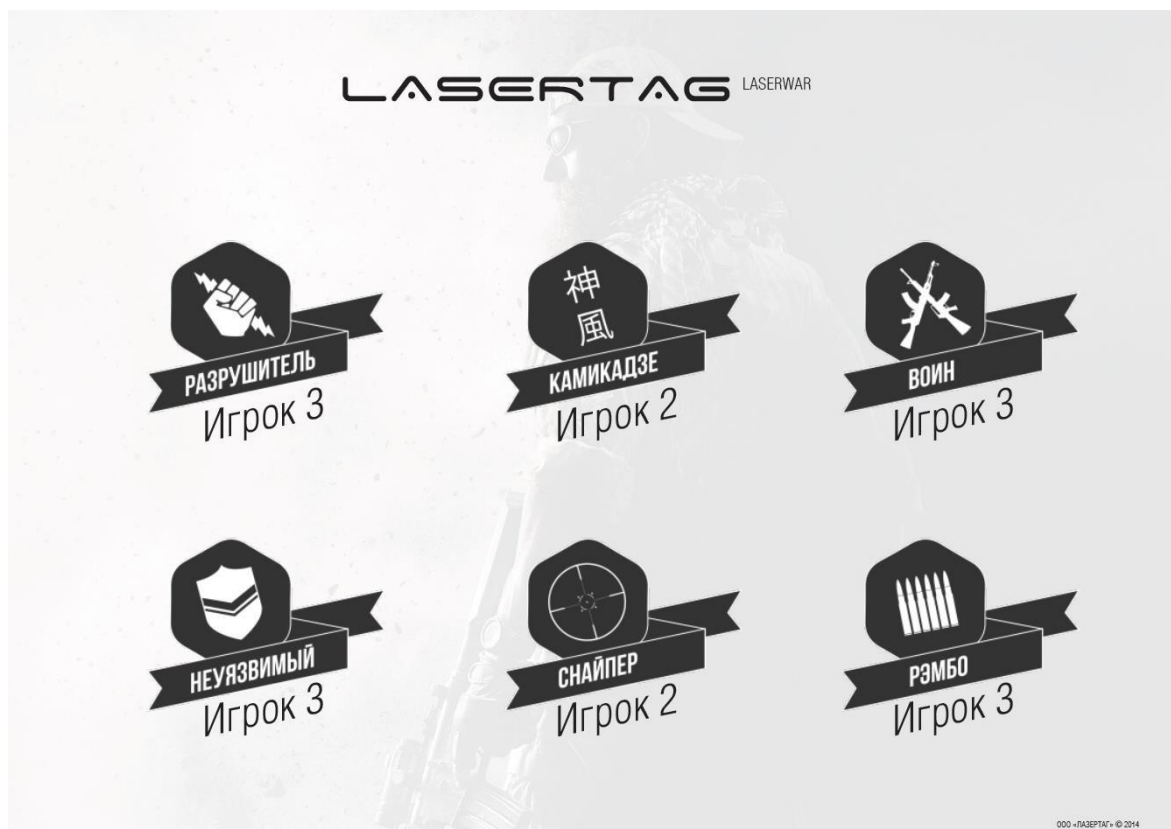 LASERTAG LASERWAR
神
風
РАЗРУШИТЕЛЬ
Игрок 3
КАМИКАДЗЕ
Игрок 2
ВОИН
Игрок 3
НЕУЯЗВИМЫЙ
Игрок 3
СНАЙПЕР
Игрок 2
РЭМБО
Игрок 3
ООО «ЛАЗЕРТАГ» © 2014